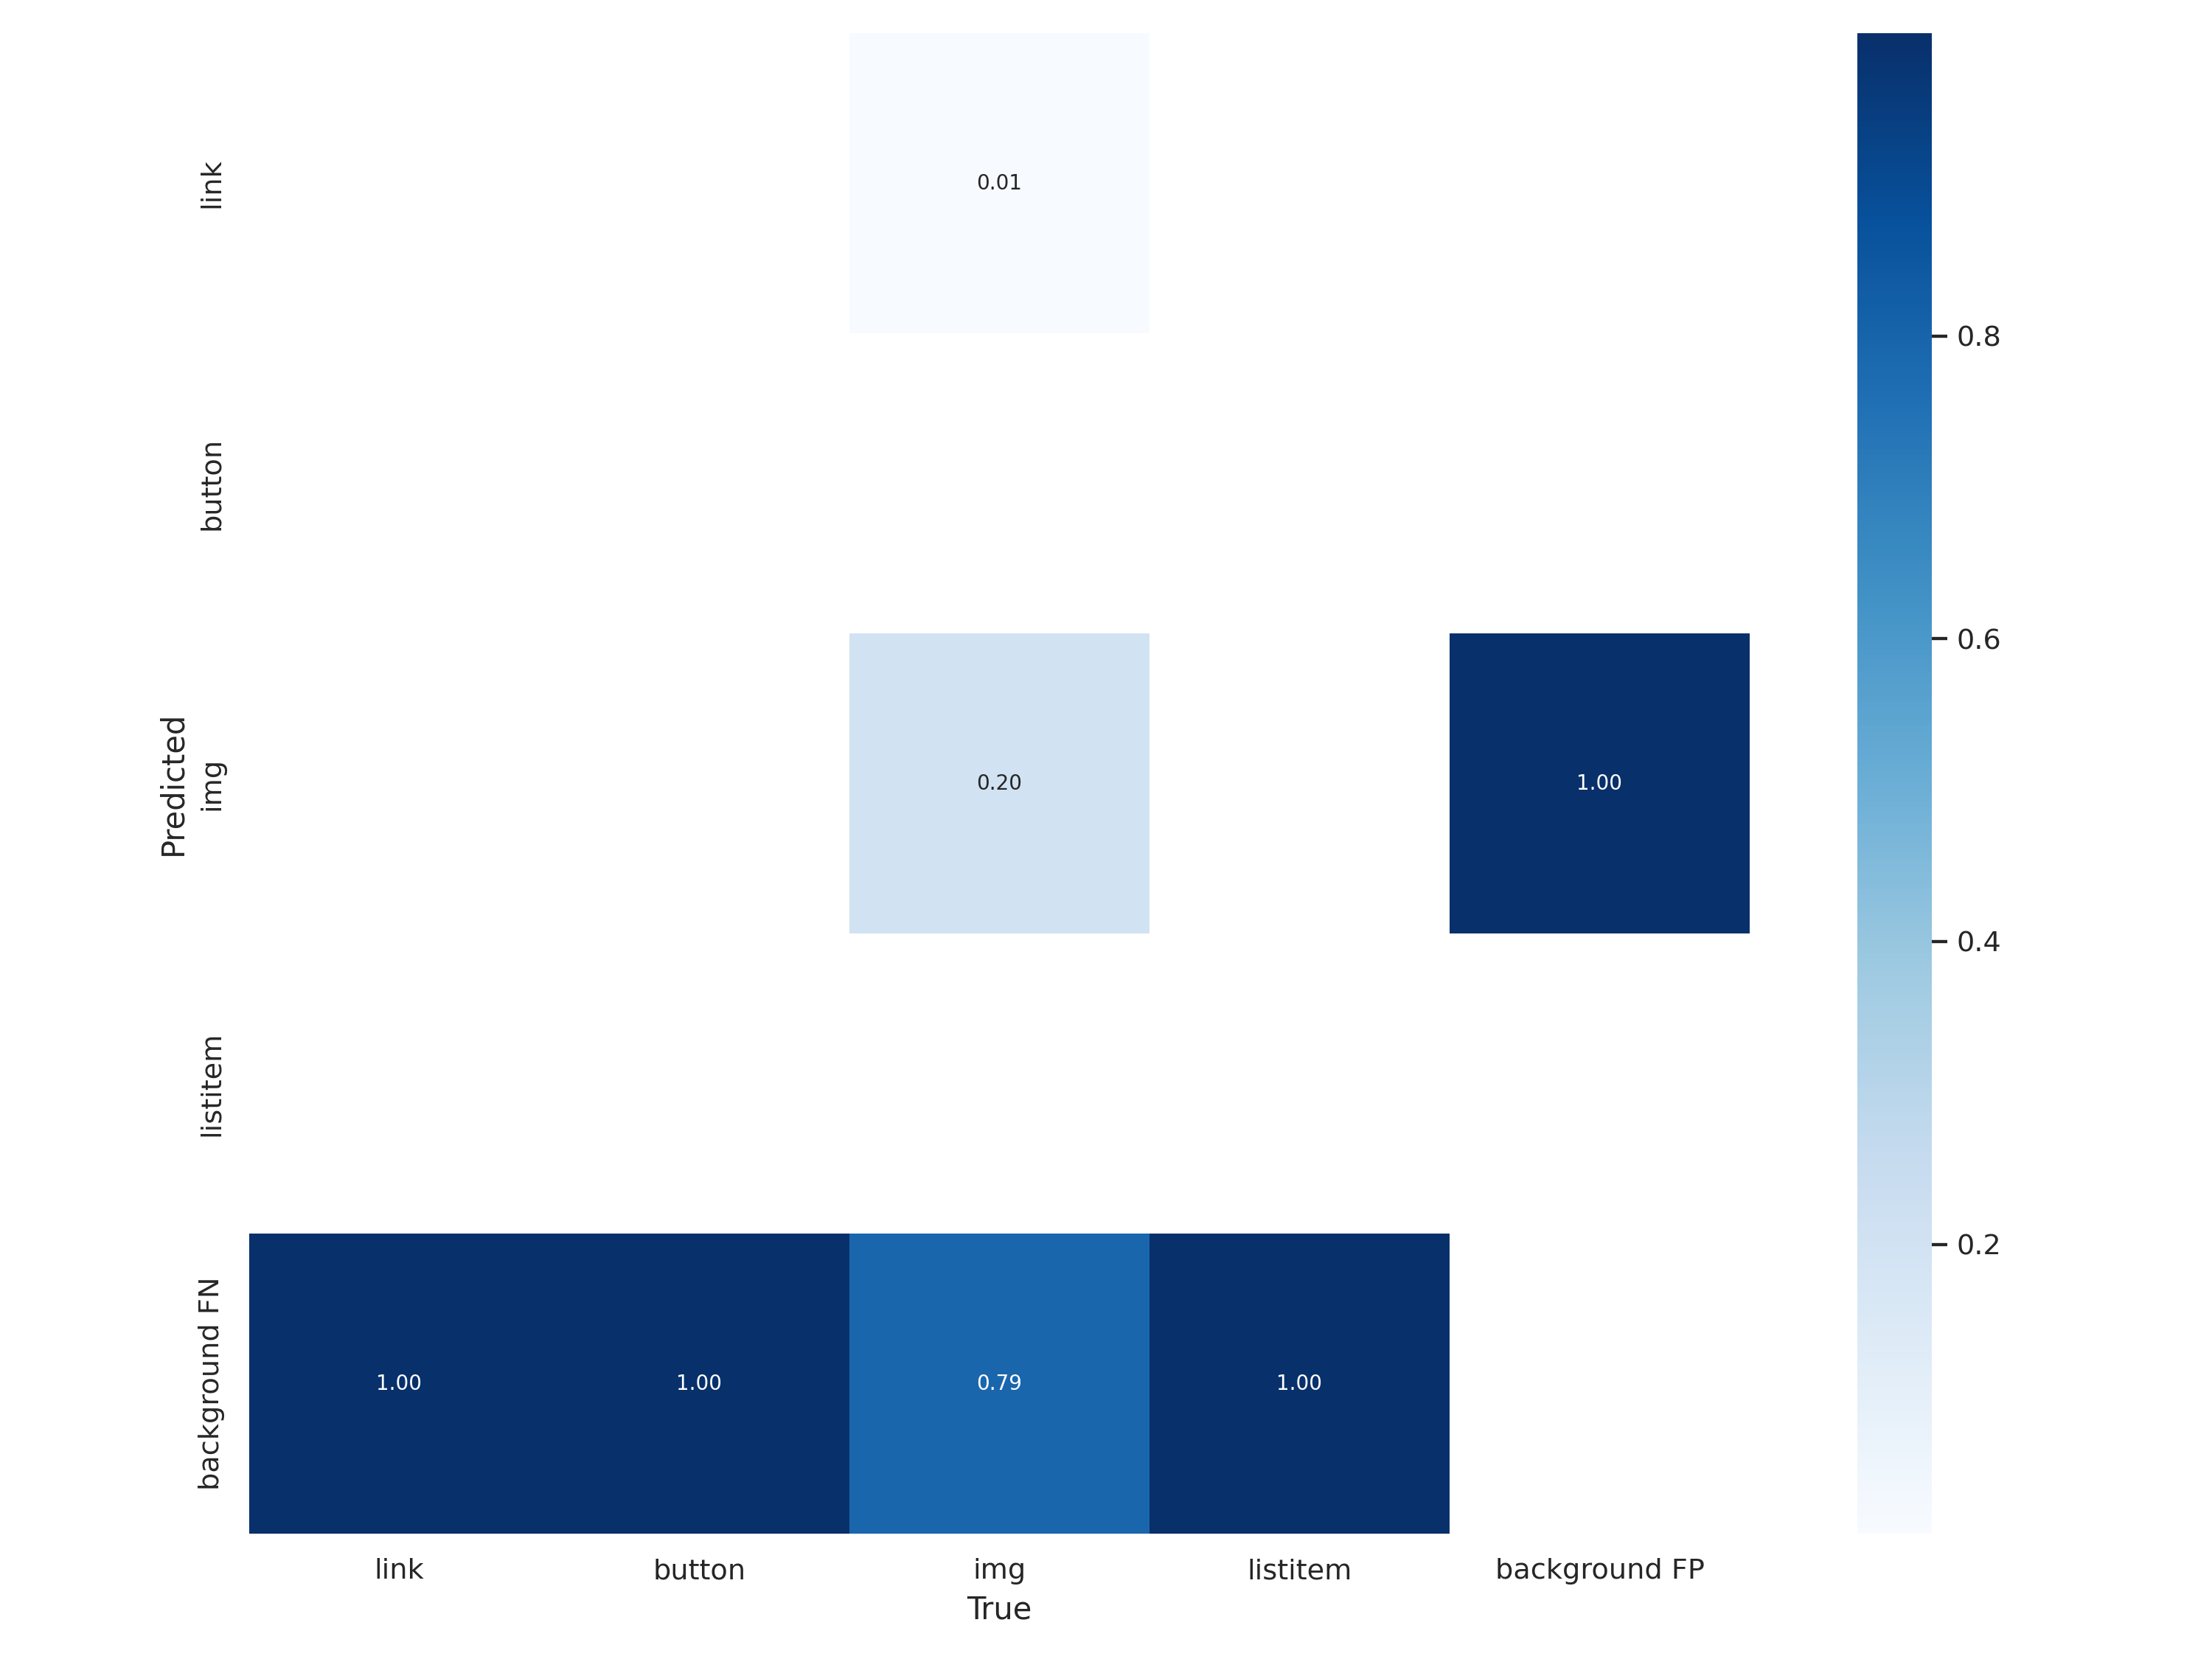 0.01
link
button
Predicted
img
0.20
1.00
listitem
background FN
1.00
1.00
0.79
1.00
link
button
img
listitem
background FP
True
0.8
0.6
0.4
0.2